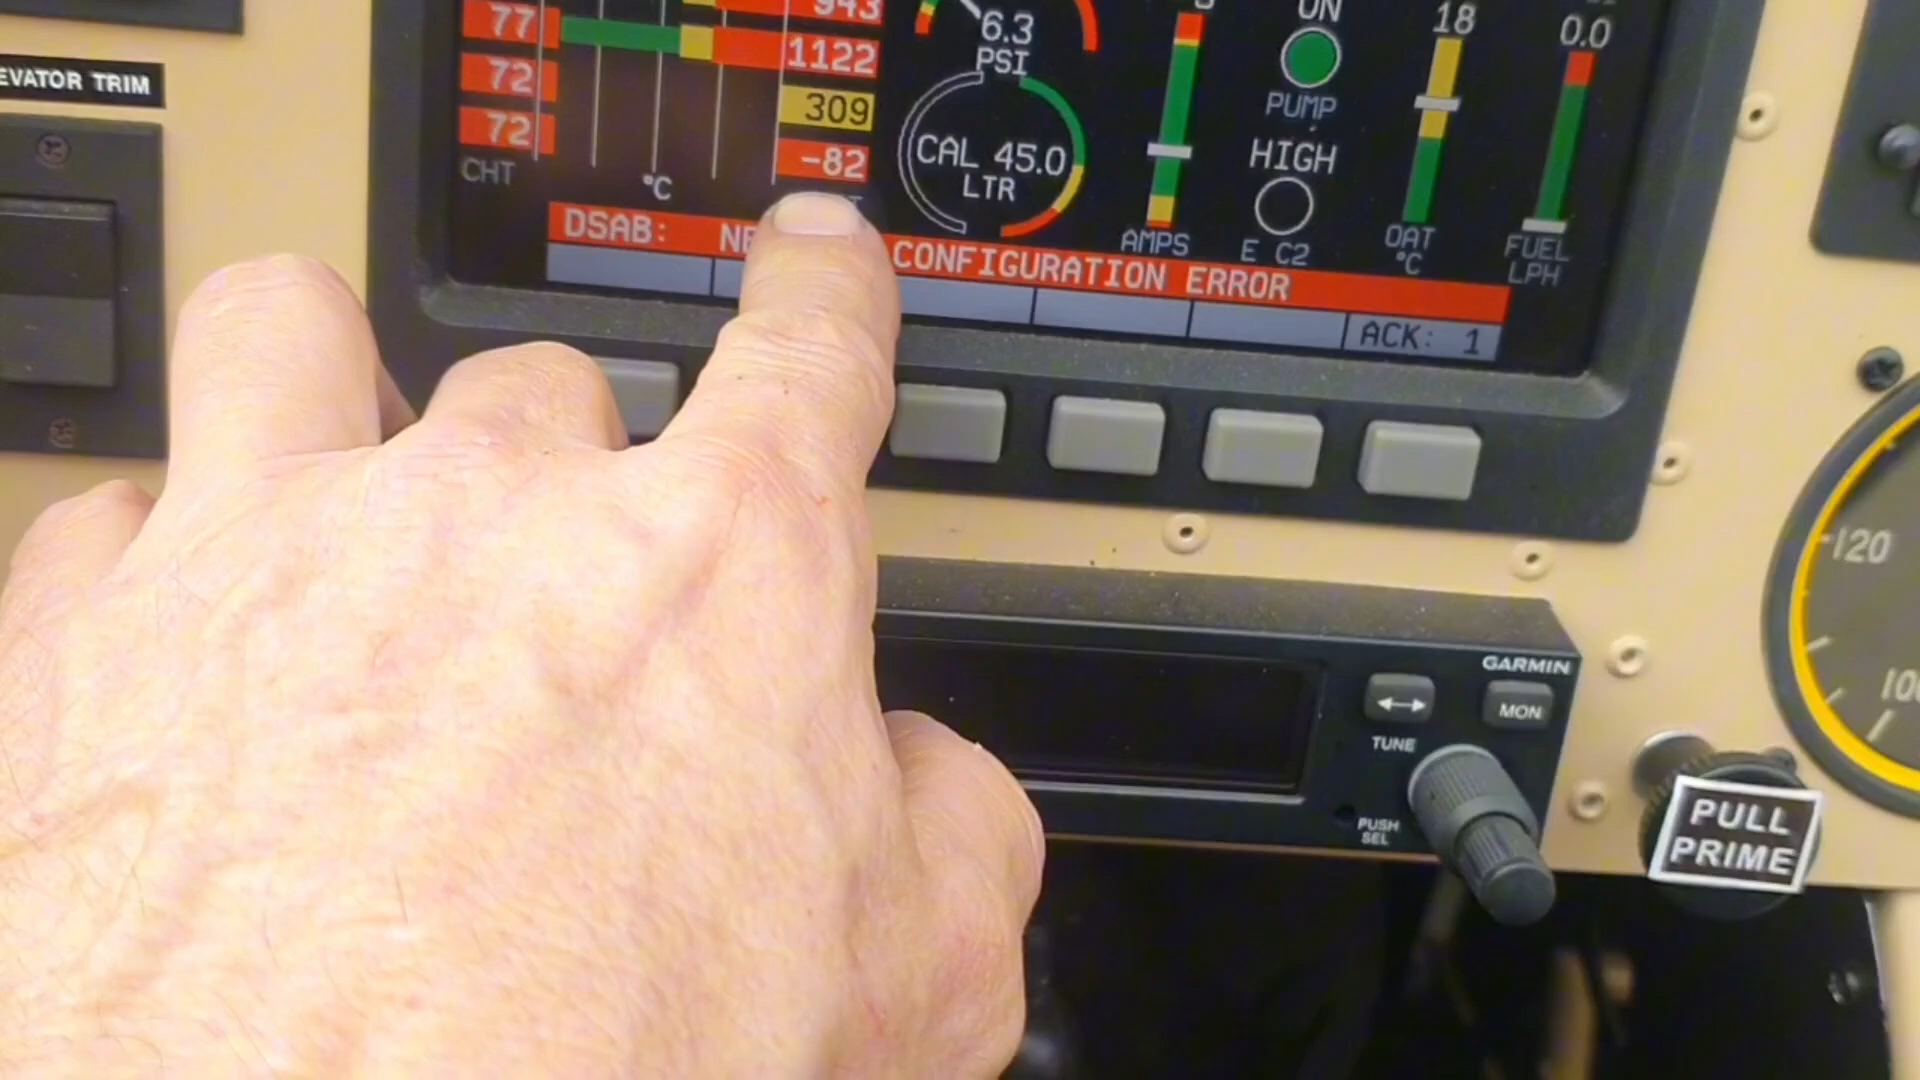 77
72
72
CHT
°C
943
1122
309
-82
6.3
PSI
CAL 45.0
LTR
AMPS
ON
PUMP
HIGH
E C2
18
OAT
°C
0.0
FUEL
LPH
DSAB: CONFIGURATION ERROR
ACK: 1
EVATOR TRIM
GARMIN
MON
TUNE
PUSH
SEL
PULL
PRIME
120